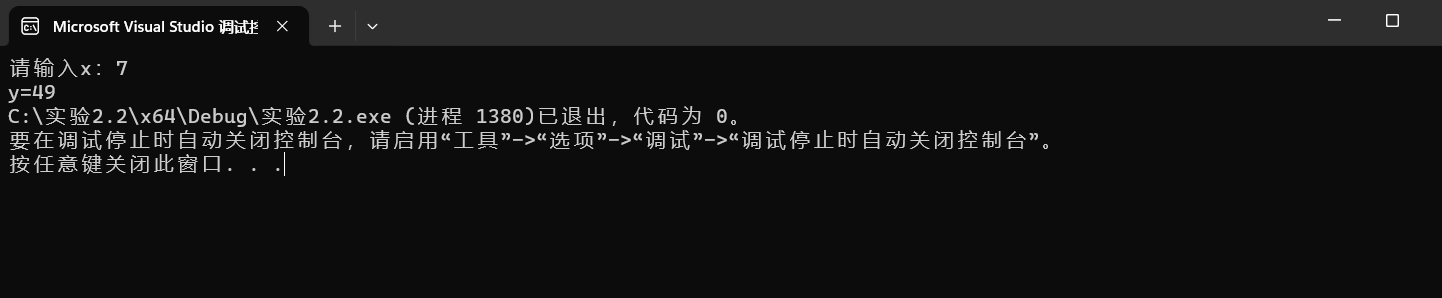 Microsoft Visual Studio 调试
请输入x: 7
y=49
C:\实验2.2\x64\Debug\实验2.2.exe (进程 1380)已退出，代码为 0。
要在调试停止时自动关闭控制台，请启用“工具”->“选项”->“调试”->“调试停止时自动关闭控制台”。
按任意键关闭此窗口. . .